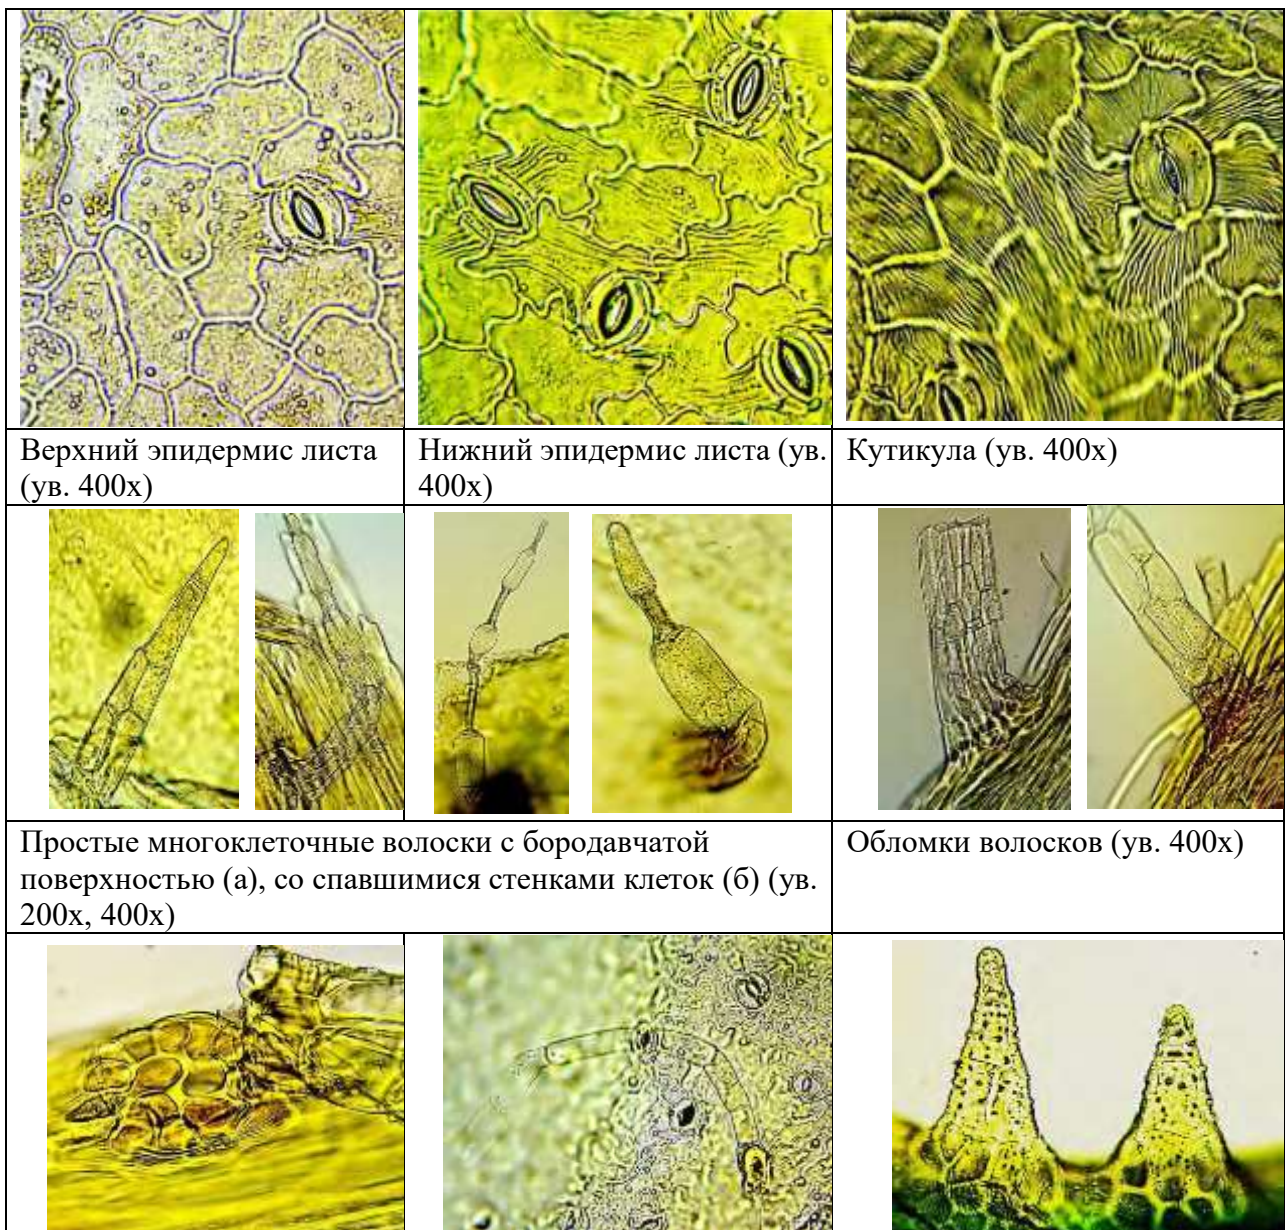 Верхний эпидермис листа
(ув. 400х)
Нижний эпидермис листа (ув.
400х)
Кутикула (ув. 400х)
Простые многоклеточные волоски с бородавчатой
поверхностью (а), со спавшимися стенками клеток (б) (ув.
200х, 400х)
Обломки волосков (ув. 400х)